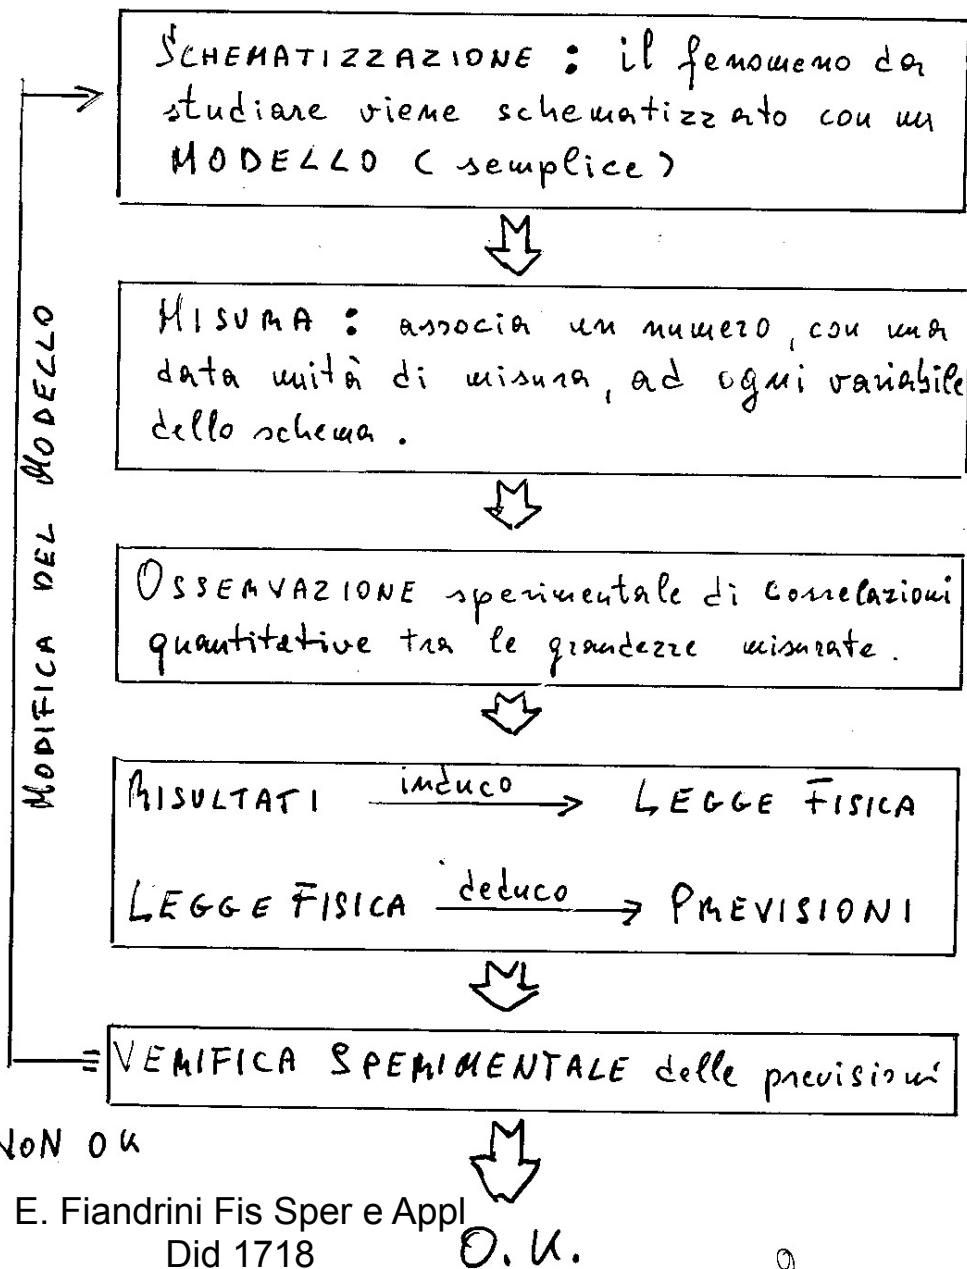 SCHEMATIZZAZIONE : il fenomeno da
studiare viene schematizzato con un
MODELLO ( semplice )
MISURA : associa un numero, con una
data unità di misura, ad ogni variabile
dello schema .
OSSERVAZIONE sperimentale di correlazioni
quantitative tra le grandezze misurate .
RISULTATI induco LEGGE FISICA
LEGGE FISICA deduco PREVISIONI
VERIFICA SPERIMENTALE delle previsioni
MODIFICA DEL MODELLO
NON OK
O.K.
E. Fiandrini Fis Sper e Appl
Did 1718
9